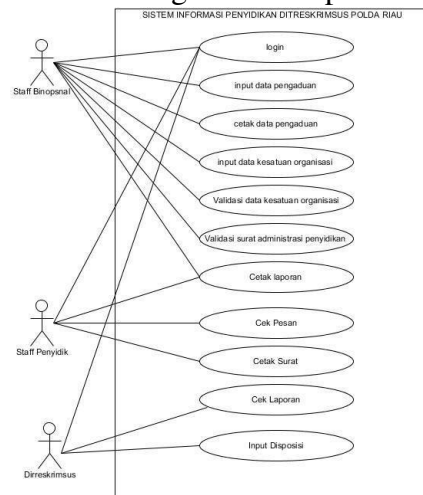 SISTEM INFORMASI PENYIDIKAN DITRESKRIMSUS POLDA RIAU
login
Staff Binopsnal
input data pengaduan
cetak data pengaduan
input data kesatuan organisasi
Validasi data kesatuan organisasi
Validasi surat administrasi penyidikan
Cetak laporan
Cek Pesan
Staff Penyidik
Cetak Surat
Cek Laporan
Input Disposisi
Dirreskrimsus